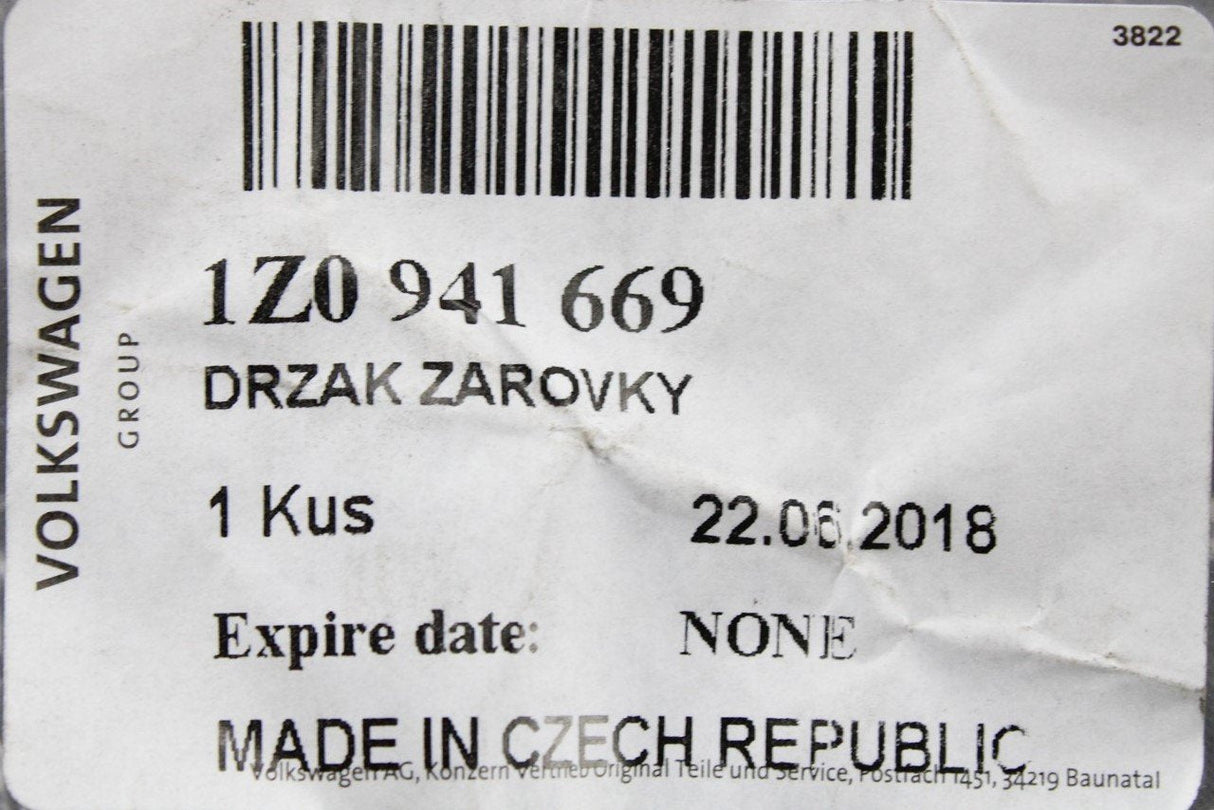 3822
VOLKSWAGEN
GROUP
1Z0 941 669
DRZAK ZAROVKY
1 Kus 22.06.2018
Expire date: NONE
MADE IN CZECH REPUBLIC
Volkswagen AG, Konzern Vertrieb Original Teile und Service, Postfach 1451, 34219 Baunatal